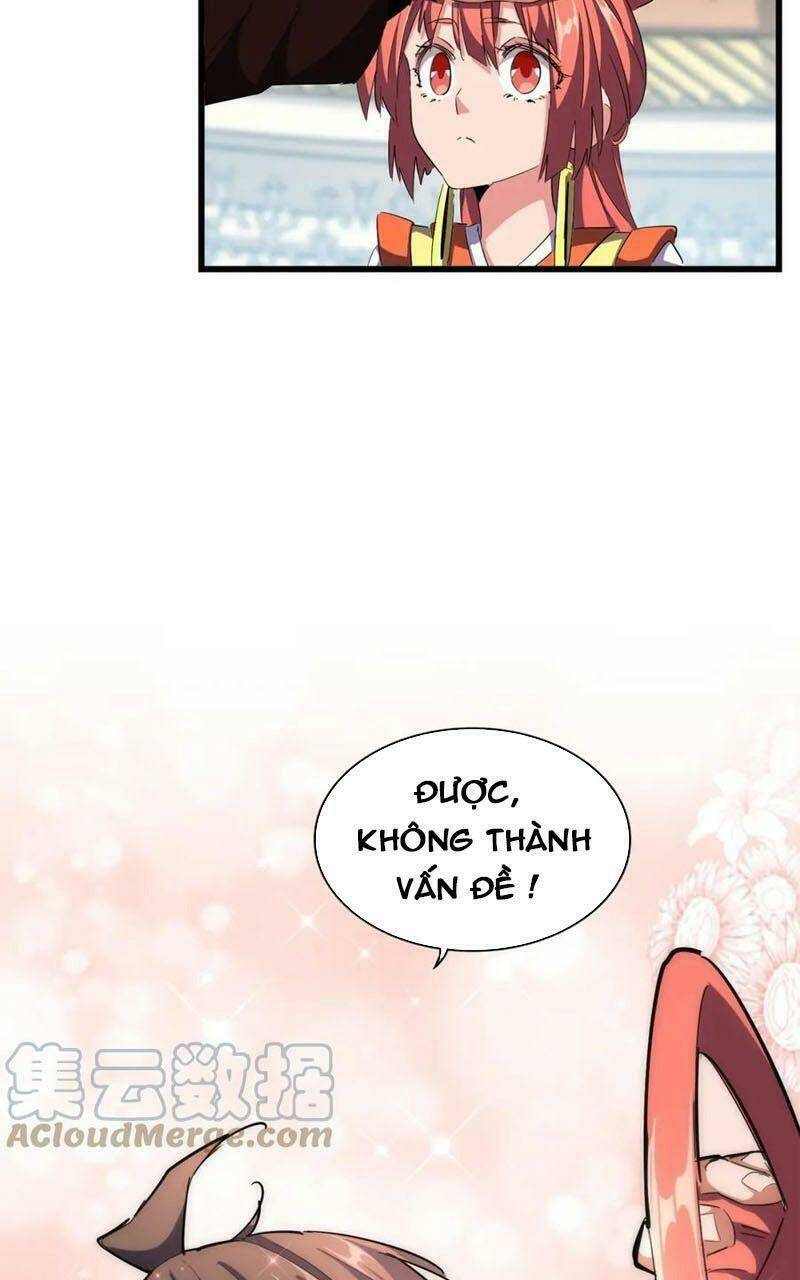 ĐƯỢC,
KHÔNG THÀNH
VẤN ĐỀ !
集云数据
ACloudMerge.com